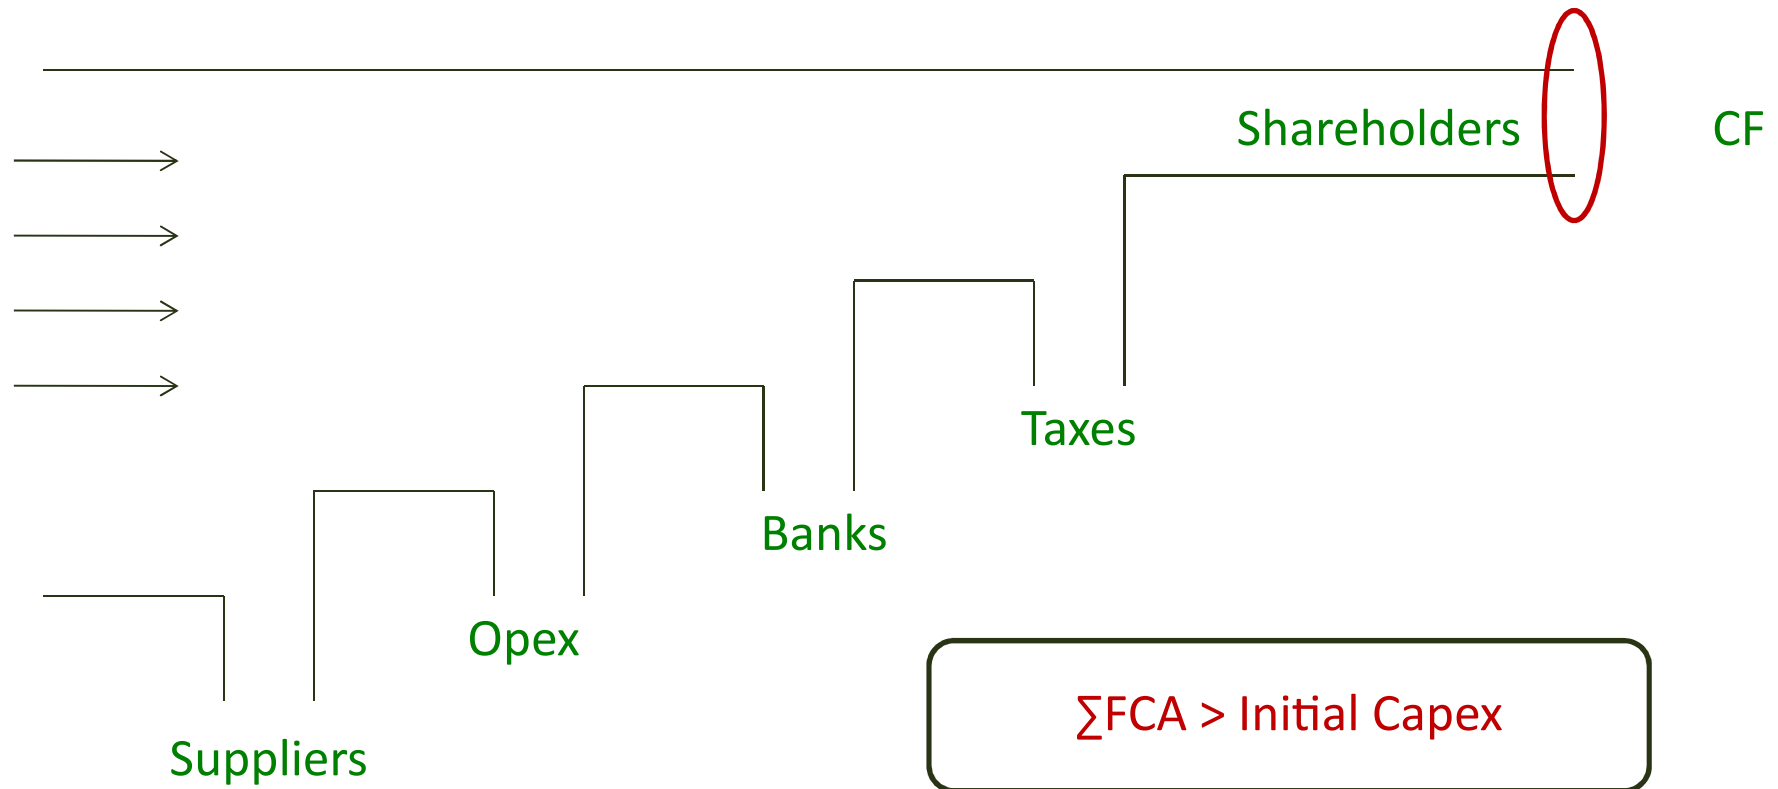 Shareholders
CF
Taxes
Banks
Opex
∑FCA > Initial Capex
Suppliers